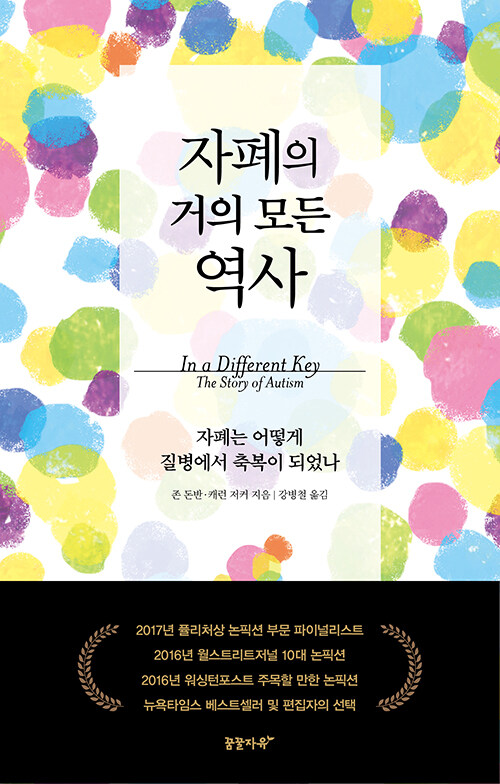 자폐의
거의 모든
역사
In a Different Key
The Story of Autism
자폐는 어떻게
질병에서 축복이 되었나
존 돈반·캐런 저커 지음 | 강병철 옮김
2017년 퓰리처상 논픽션 부문 파이널리스트
2016년 월스트리트저널 10대 논픽션
2016년 워싱턴포스트 주목할 만한 논픽션
뉴욕타임스 베스트셀러 및 편집자의 선택
꿈꿀자유